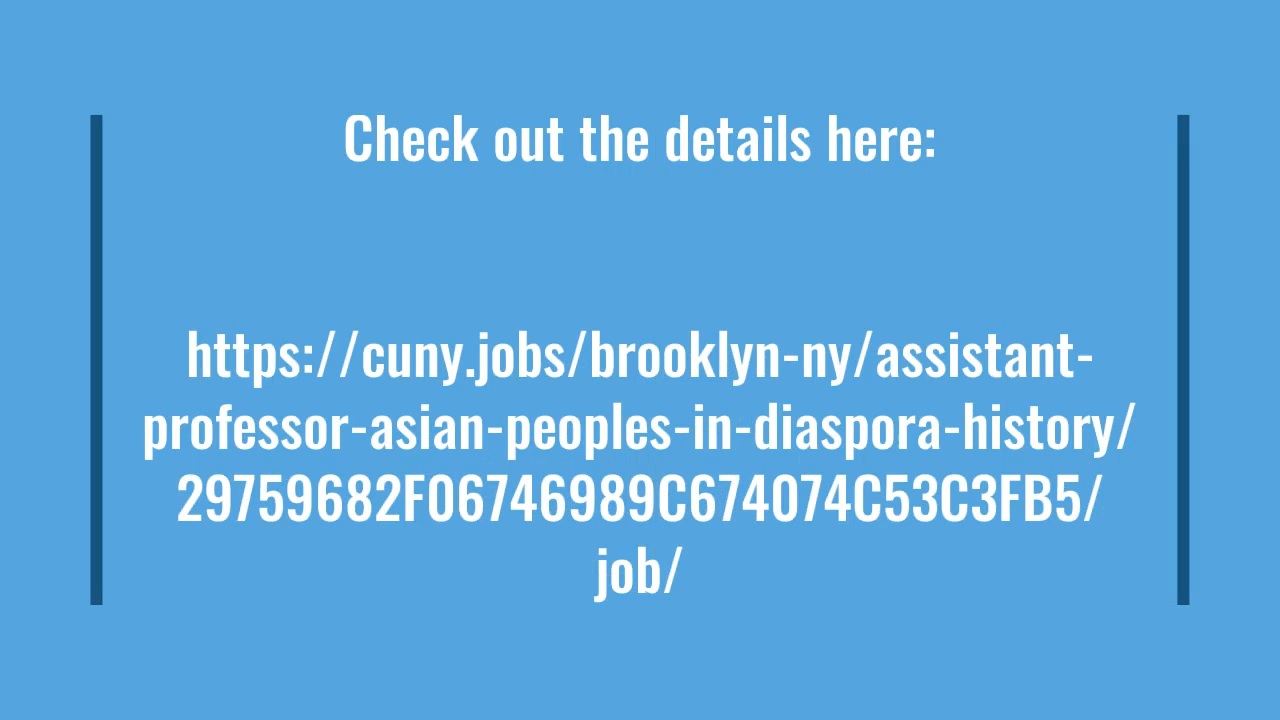 Check out the details here:
https://cuny.jobs/brooklyn-ny/assistant-
professor-asian-peoples-in-diaspora-history/
29759682F06746989C674074C53C3FB5/
job/